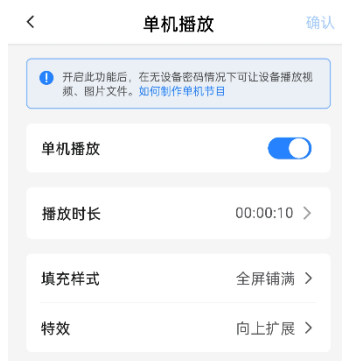 单机播放
确认
开启此功能后，在无设备密码情况下可让设备播放视
频、图片文件。如何制作单机节目
单机播放
播放时长 00:00:10
填充样式 全屏铺满
特效 向上扩展